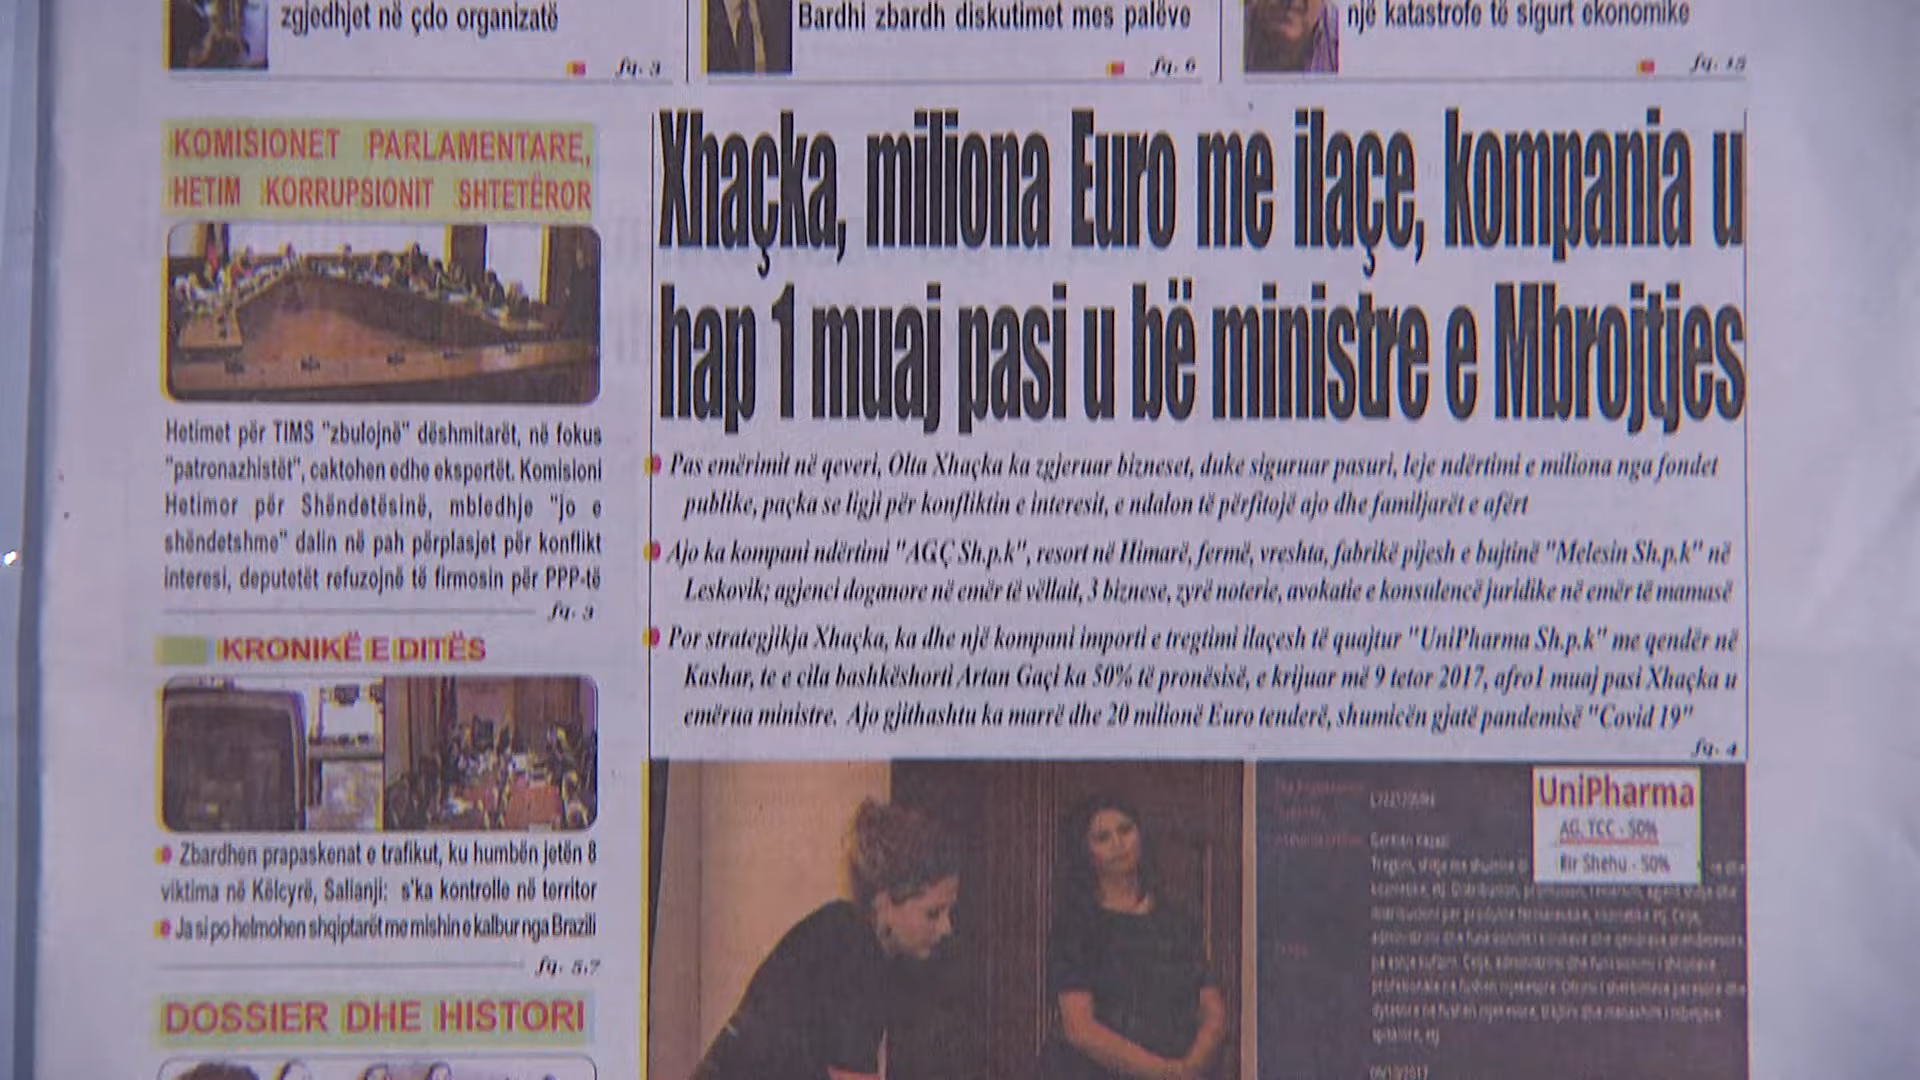 zgjedhjet në çdo organizatë
fq. 3
Bardhi zbardh diskutimet mes palëve
fq. 6
një katastrofe të sigurt ekonomike
fq. 15
KOMISIONET PARLAMENTARE,
HETIM KORRUPSIONIT SHTETËROR
Hetimet për TIMS "zbulojnë" dëshmitarët, në fokus
"patronazhistët", caktohen edhe ekspertët. Komisioni
Hetimor për Shëndetësinë, mbledhje "jo e
shëndetshme" dalin në pah përplasjet për konflikt
interesi, deputetët refuzojnë të firmosin për PPP-të
fq. 3
KRONIKË E DITËS
Zbardhen prapaskenat e trafikut, ku humbën jetën 8
viktima në Këlcyrë, Salianji: s'ka kontrolle në territor
Ja si po helmohen shqiptarët me mishin e kalbur nga Brazili
fq. 5,7
DOSSIER DHE HISTORI
Xhaçka, miliona Euro me ilaçe, kompania u
hap 1 muaj pasi u bë ministre e Mbrojtjes
Pas emërimit në qeveri, Olta Xhaçka ka zgjeruar bizneset, duke siguruar pasuri, leje ndërtimi e miliona nga fondet
publike, paçka se ligji për konfliktin e interesit, e ndalon të përfitojë ajo dhe familjarët e afërt
Ajo ka kompani ndërtimi "AGÇ Sh.p.k", resort në Himarë, fermë, vreshta, fabrikë pijesh e bujtinë "Melesin Sh.p.k" në
Leskovik; agjenci doganore në emër të vëllait, 3 biznese, zyrë noterie, avokatie e konsulencë juridike në emër të mamasë
Por strategjikja Xhaçka, ka dhe një kompani importi e tregtimi ilaçesh të quajtur "UniPharma Sh.p.k" me qendër në
Kashar, te e cila bashkëshorti Artan Gaçi ka 50% të pronësisë, e krijuar më 9 tetor 2017, afro1 muaj pasi Xhaçka u
emërua ministre. Ajo gjithashtu ka marrë dhe 20 milionë Euro tenderë, shumicën gjatë pandemisë "Covid 19"
fq. 4
UniPharma
AG. TCC - 50%
Bir Shehu - 50%